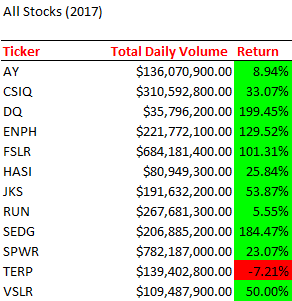 All Stocks (2017)
Ticker Total Daily Volume Return
AY $136,070,900.00 8.94%
CSIQ $310,592,800.00 33.07%
DQ $35,796,200.00 199.45%
ENPH $221,772,100.00 129.52%
FSLR $684,181,400.00 101.31%
HASI $80,949,300.00 25.84%
JKS $191,632,200.00 53.87%
RUN $267,681,300.00 5.55%
SEDG $206,885,200.00 184.47%
SPWR $782,187,000.00 23.07%
TERP $139,402,800.00 -7.21%
VSLR $109,487,900.00 50.00%